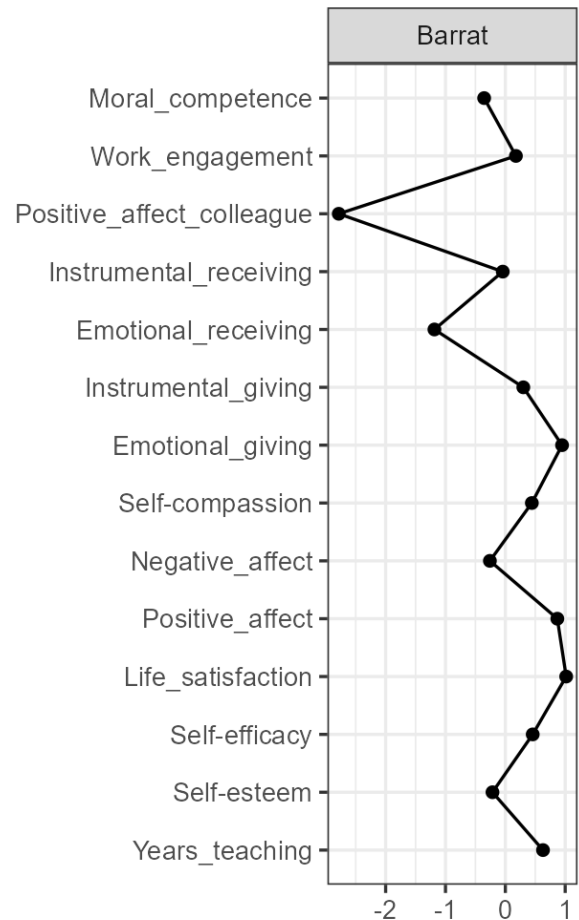 Barrat
Moral_competence
Work_engagement
Positive_affect_colleague
Instrumental_receiving
Emotional_receiving
Instrumental_giving
Emotional_giving
Self-compassion
Negative_affect
Positive_affect
Life_satisfaction
Self-efficacy
Self-esteem
Years_teaching
-2 -1 0 1